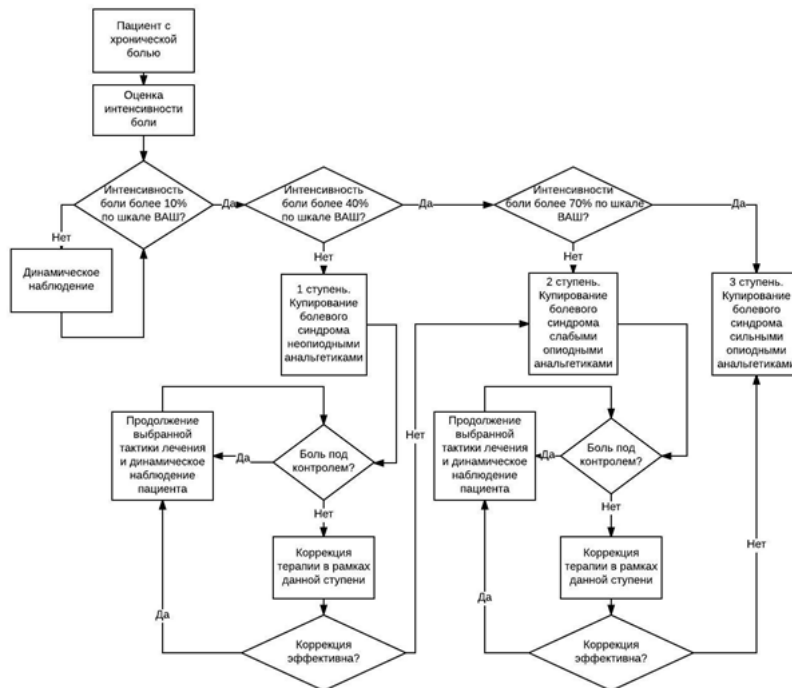 Пациент с
хронической
болью
Оценка
интенсивности
боли
Интенсивность
боли более 10%
по шкале ВАШ?
Да
Интенсивность
боли более 40%
по шкале ВАШ?
Да
Интенсивности
боли более 70% по шкале
ВАШ?
Да
Нет
Динамическое
наблюдение
Нет
1 ступень.
Купирование
болевого
синдрома
неопиодными
анальгетиками
Нет
2 ступень.
Купирование
болевого
синдрома
слабыми
опиодными
анальгетиками
3 ступень.
Купирование
болевого
синдрома
сильными
опиодными
анальгетиками
Продолжение
выбранной
тактики лечения
и динамическое
наблюдение
пациента
Да
Боль под
контролем?
Нет
Нет
Коррекция
терапии в рамках
данной ступени
Да
Коррекция
эффективна?
Продолжение
выбранной
тактики лечения
и динамическое
наблюдение
пациента
Да
Боль под
контролем?
Нет
Коррекция
терапии в рамках
данной ступени
Нет
Да
Коррекция
эффективна?